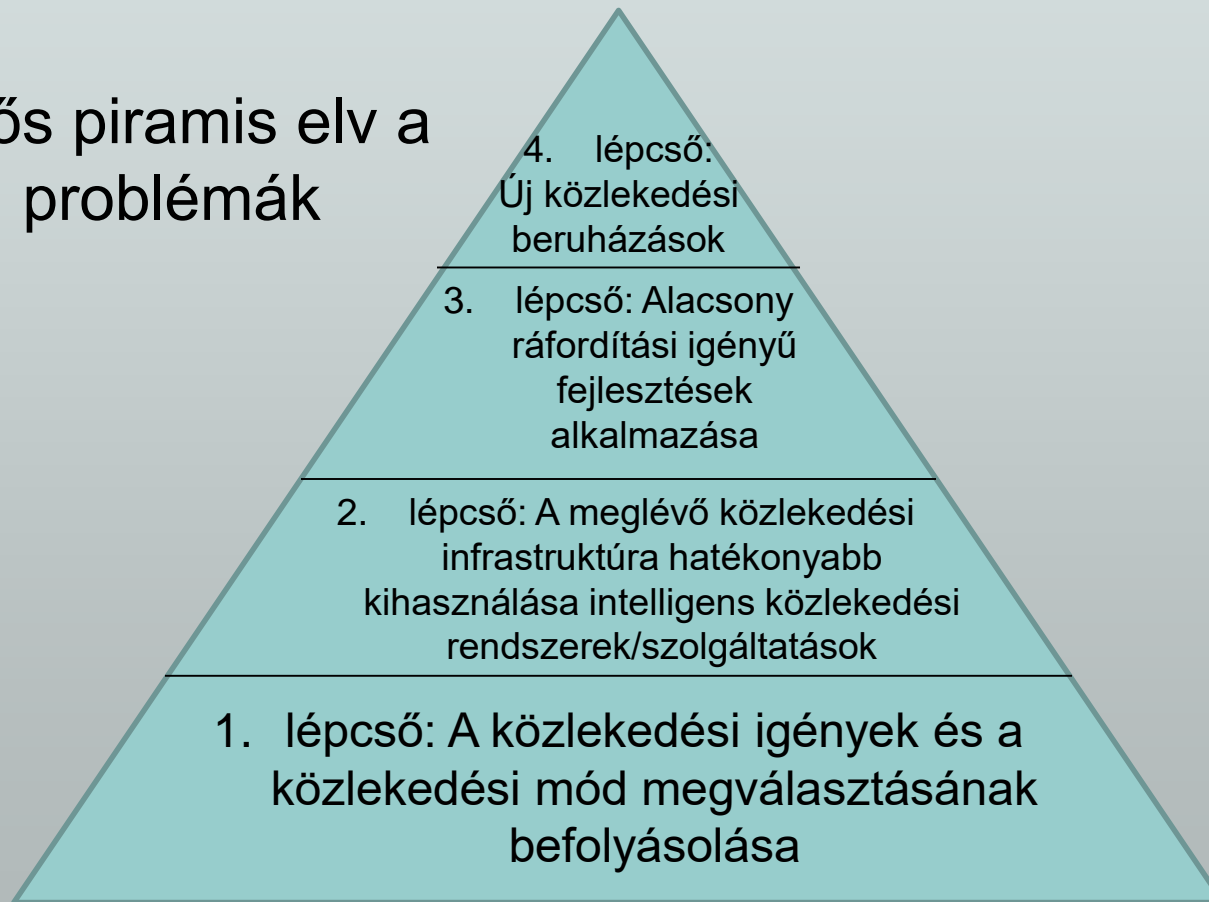 ős piramis elv a
problémák
4. lépcső:
Új közlekedési
beruházások
3. lépcső: Alacsony
ráfordítási igényű
fejlesztések
alkalmazása
2. lépcső: A meglévő közlekedési
infrastruktúra hatékonyabb
kihasználása intelligens közlekedési
rendszerek/szolgáltatások
1. lépcső: A közlekedési igények és a
közlekedési mód megválasztásának
befolyásolása